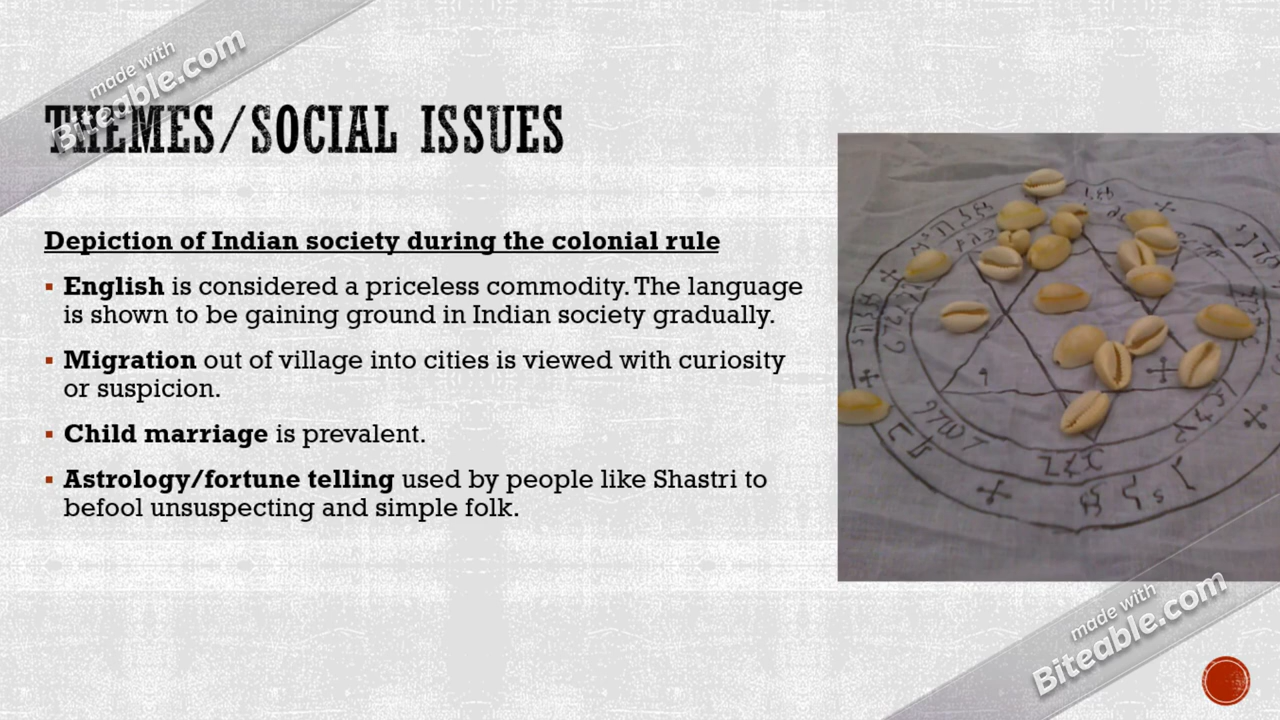 made with
Biteable.com
THEMES/SOCIAL ISSUES
Depiction of Indian society during the colonial rule
▪ English is considered a priceless commodity. The language
is shown to be gaining ground in Indian society gradually.
▪ Migration out of village into cities is viewed with curiosity
or suspicion.
▪ Child marriage is prevalent.
▪ Astrology/fortune telling used by people like Shastri to
befool unsuspecting and simple folk.
made with
Biteable.com